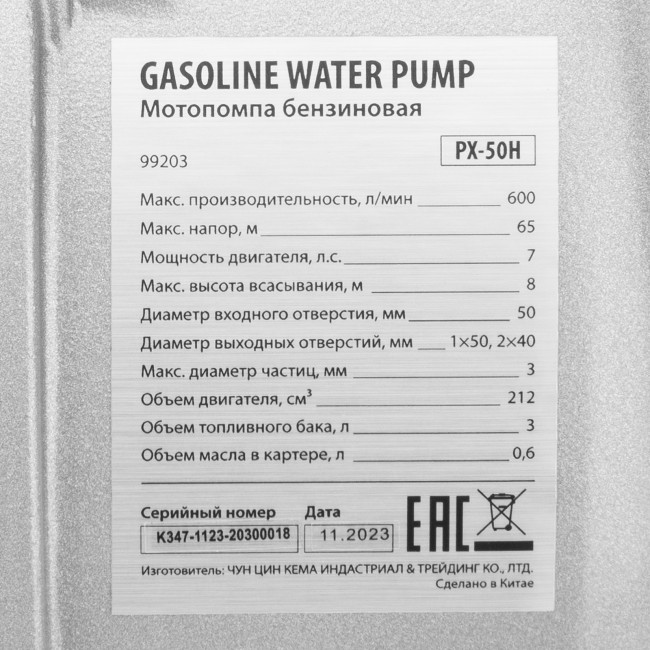 GASOLINE WATER PUMP
Мотопомпа бензиновая
99203 PX-50H
Макс. производительность, л/мин 600
Макс. напор, м 65
Мощность двигателя, л.с. 7
Макс. высота всасывания, м 8
Диаметр входного отверстия, мм 50
Диаметр выходных отверстий, мм 1×50, 2×40
Макс. диаметр частиц, мм 3
Объем двигателя, см³ 212
Объем топливного бака, л 3
Объем масла в картере, л 0,6
Серийный номер Дата EAC
K347-1123-20300018 11.2023
Изготовитель: ЧУН ЦИН КЕМА ИНДАСТРИАЛ & ТРЕЙДИНГ КО., ЛТД.
Сделано в Китае